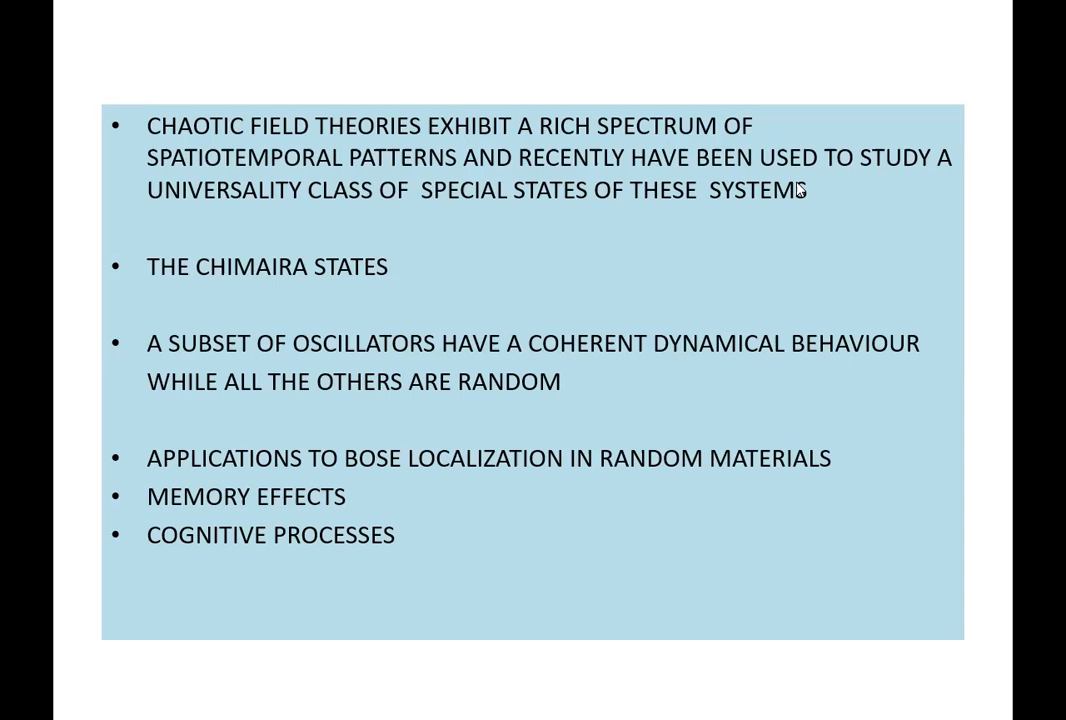 • CHAOTIC FIELD THEORIES EXHIBIT A RICH SPECTRUM OF
SPATIOTEMPORAL PATTERNS AND RECENTLY HAVE BEEN USED TO STUDY A
UNIVERSALITY CLASS OF SPECIAL STATES OF THESE SYSTEMS
• THE CHIMAIRA STATES
• A SUBSET OF OSCILLATORS HAVE A COHERENT DYNAMICAL BEHAVIOUR
WHILE ALL THE OTHERS ARE RANDOM
• APPLICATIONS TO BOSE LOCALIZATION IN RANDOM MATERIALS
• MEMORY EFFECTS
• COGNITIVE PROCESSES